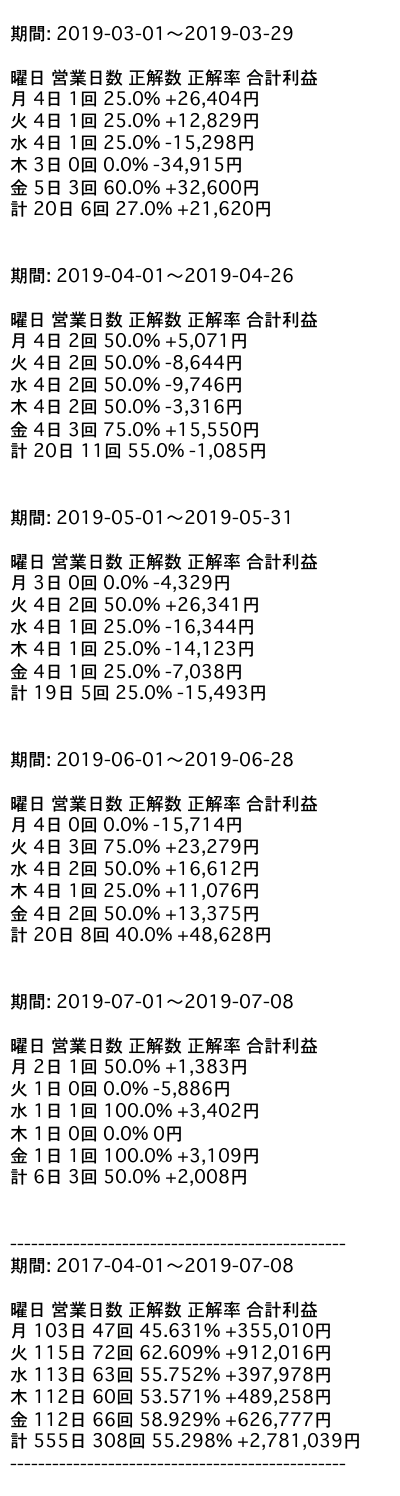 期間: 2019-03-01〜2019-03-29
曜日 営業日数 正解数 正解率 合計利益
月 4日 1回 25.0% +26,404円
火 4日 1回 25.0% +12,829円
水 4日 1回 25.0% -15,298円
木 3日 0回 0.0% -34,915円
金 5日 3回 60.0% +32,600円
計 20日 6回 27.0% +21,620円
期間: 2019-04-01〜2019-04-26
曜日 営業日数 正解数 正解率 合計利益
月 4日 2回 50.0% +5,071円
火 4日 2回 50.0% -8,644円
水 4日 2回 50.0% -9,746円
木 4日 2回 50.0% -3,316円
金 4日 3回 75.0% +15,550円
計 20日 11回 55.0% -1,085円
期間: 2019-05-01〜2019-05-31
曜日 営業日数 正解数 正解率 合計利益
月 3日 0回 0.0% -4,329円
火 4日 2回 50.0% +26,341円
水 4日 1回 25.0% -16,344円
木 4日 1回 25.0% -14,123円
金 4日 1回 25.0% -7,038円
計 19日 5回 25.0% -15,493円
期間: 2019-06-01〜2019-06-28
曜日 営業日数 正解数 正解率 合計利益
月 4日 0回 0.0% -15,714円
火 4日 3回 75.0% +23,279円
水 4日 2回 50.0% +16,612円
木 4日 1回 25.0% +11,076円
金 4日 2回 50.0% +13,375円
計 20日 8回 40.0% +48,628円
期間: 2019-07-01〜2019-07-08
曜日 営業日数 正解数 正解率 合計利益
月 2日 1回 50.0% +1,383円
火 1日 0回 0.0% -5,886円
水 1日 1回 100.0% +3,402円
木 1日 0回 0.0% 0円
金 1日 1回 100.0% +3,109円
計 6日 3回 50.0% +2,008円
------------------------------------------------
期間: 2017-04-01〜2019-07-08
曜日 営業日数 正解数 正解率 合計利益
月 103日 47回 45.631% +355,010円
火 115日 72回 62.609% +912,016円
水 113日 63回 55.752% +397,978円
木 112日 60回 53.571% +489,258円
金 112日 66回 58.929% +626,777円
計 555日 308回 55.298% +2,781,039円
------------------------------------------------